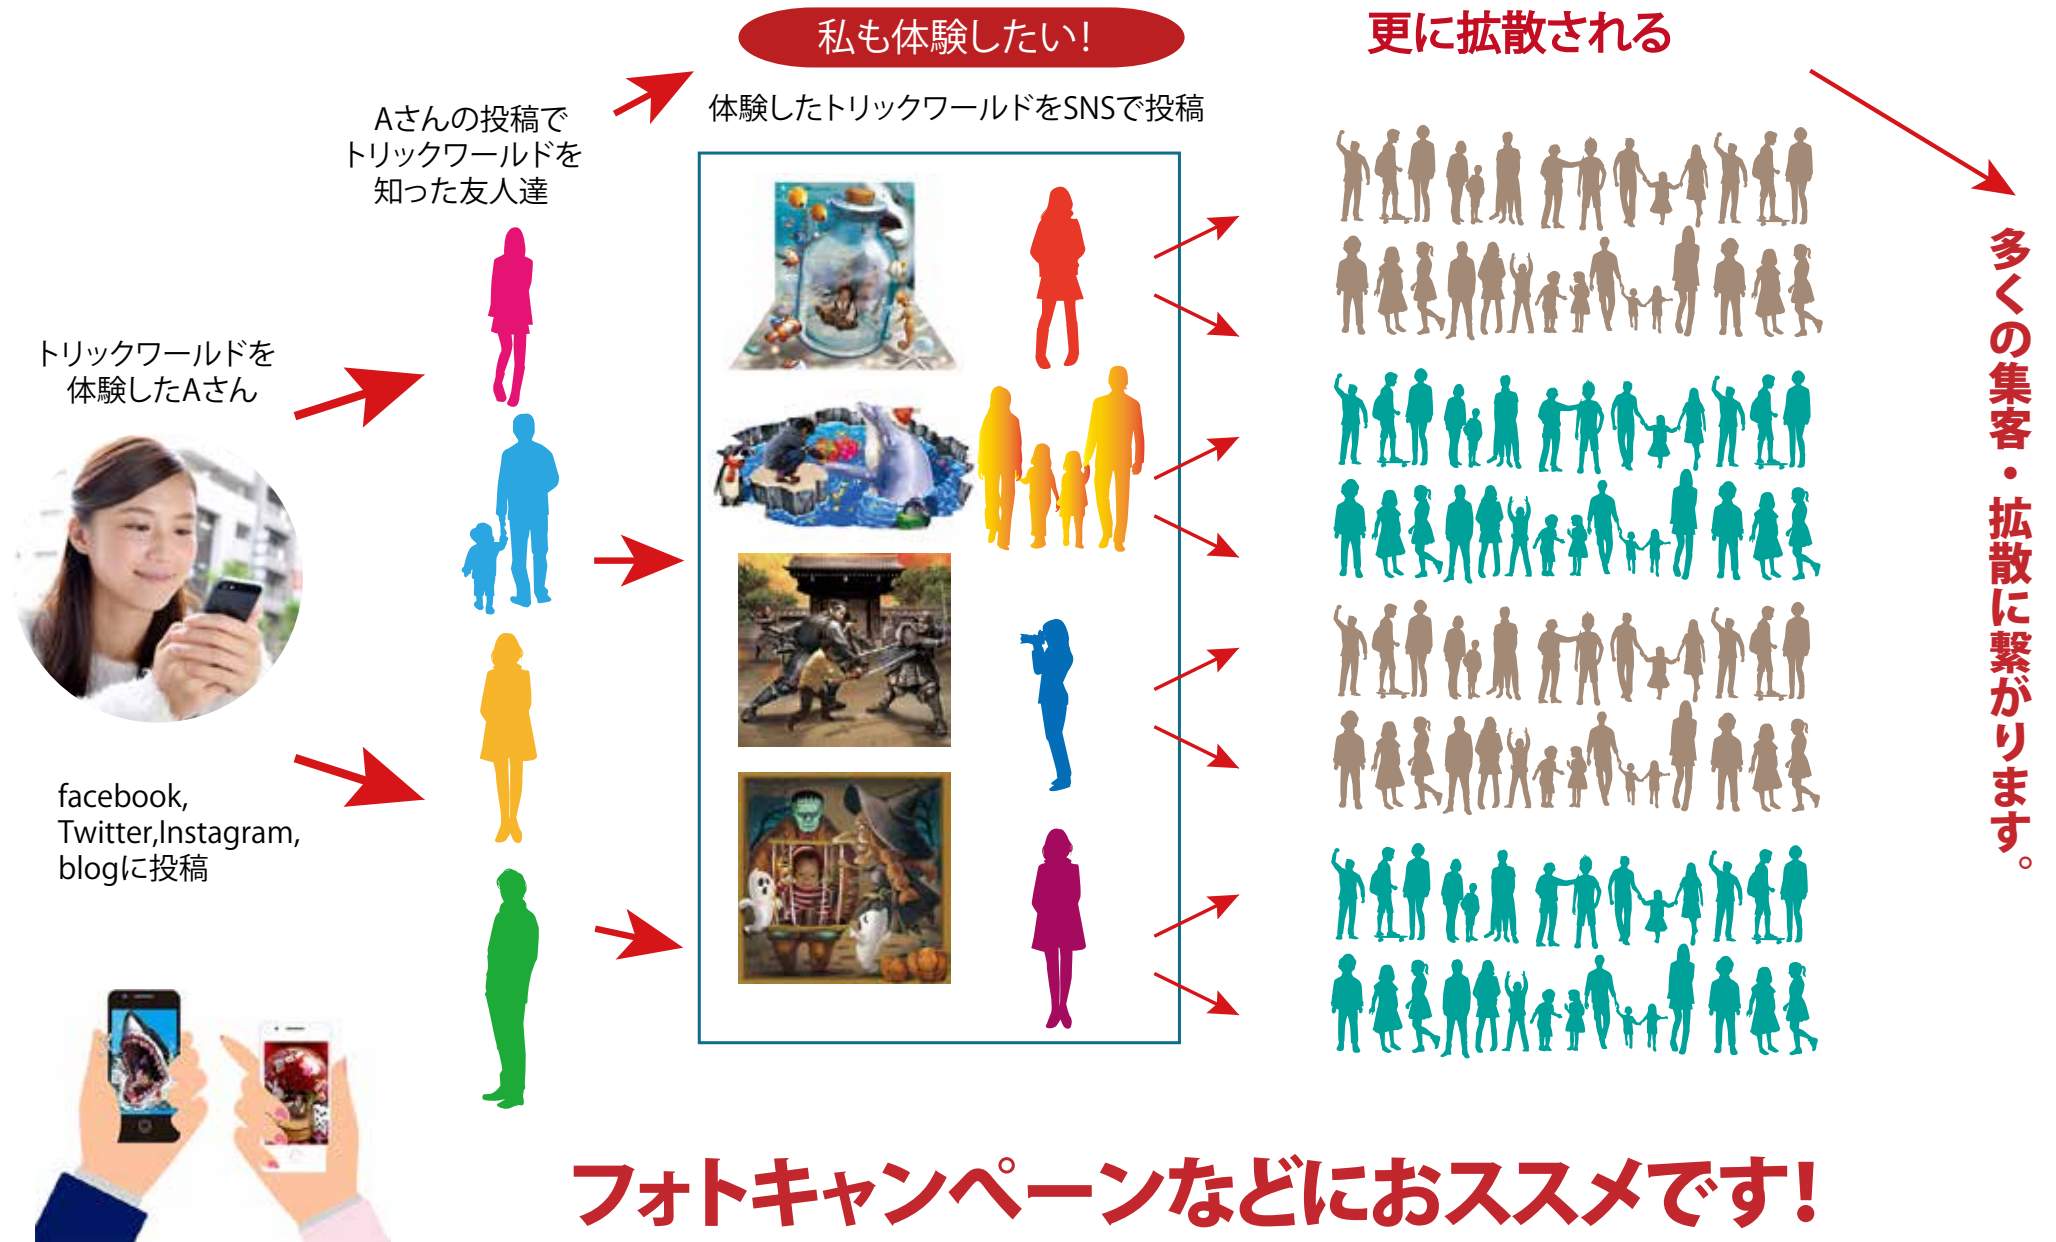 トリックワールドを
体験したAさん
facebook,
Twitter,Instagram,
blogに投稿
Aさんの投稿で
トリックワールドを
知った友人達
私も体験したい!
体験したトリックワールドをSNSで投稿
更に拡散される
多くの集客・拡散に繋がります。
フォトキャンペーンなどにおススメです!